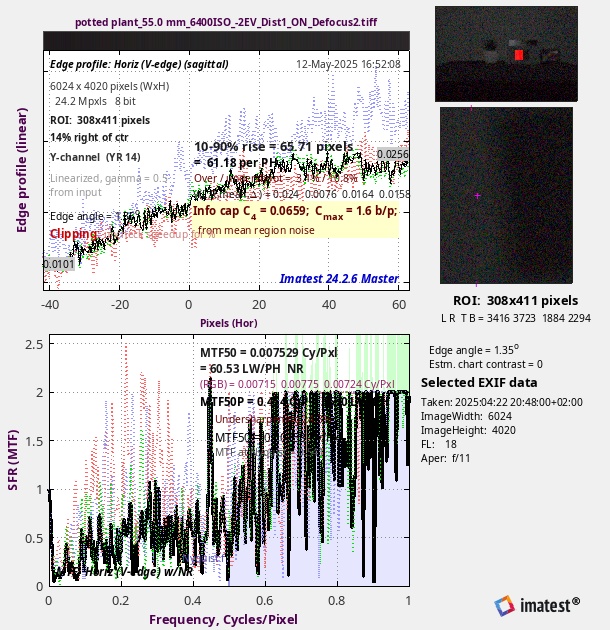 potted plant_55.0 mm_6400ISO_-2EV_Dist1_ON_Defocus2.tiff
Edge profile: Horiz (V-edge) (sagittal)
12-May-2025 16:52:08
6024 x 4020 pixels (WxH)
24.2 Mpxls 8 bit
ROI: 308x411 pixels
14% right of ctr
Y-channel (YR 14)
Linearized, gamma = 0.5
from input
Edge angle =
Clipping
10-90% rise = 65.71 pixels
= 61.18 per PH
0.0256
= 0.024 0.0076 0.0164 0.0158
Info cap C4 = 0.0659; Cmax = 1.6 b/p;
from mean region noise
0.0101
Imatest 24.2.6 Master
Edge profile (linear)
-40 -20 0 20 40 60
Pixels (Hor)
ROI: 308x411 pixels
L R T B = 3416 3723 1884 2294
Edge angle = 1.35°
Estm. chart contrast = 0
Selected EXIF data
Taken: 2025:04:22 20:48:00+02:00
ImageWidth: 6024
ImageHeight: 4020
FL: 18
Aper: f/11
MTF50 = 0.007529 Cy/Pxl
= 60.53 LW/PH NR
(RGB) = 0.00715 0.00775 0.00724 Cy/Pxl
MTF50P =
MTF: Horiz (V-edge) w/NR
SFR (MTF)
2.5
2
1.5
1
0.5
0
0 0.2 0.4 0.6 0.8 1
Frequency, Cycles/Pixel
imatest®